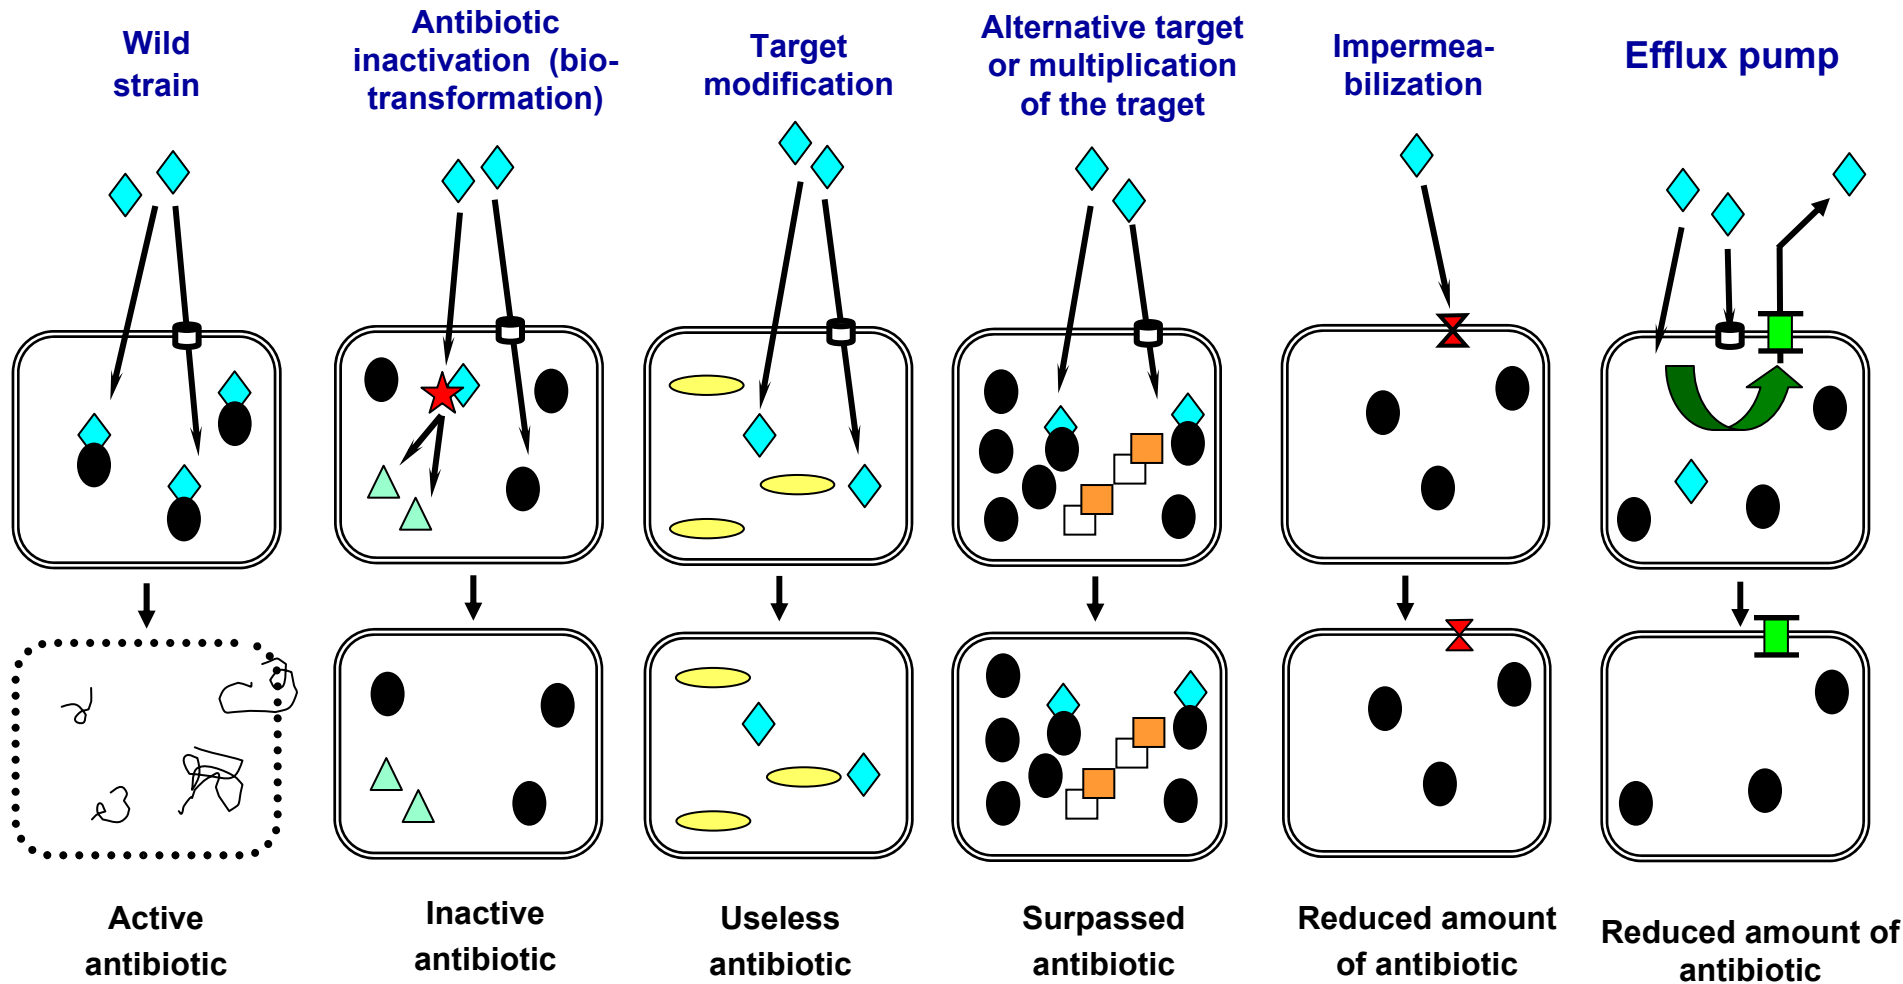 Wild
strain
Antibiotic
inactivation (bio-
transformation)
Target
modification
Alternative target
or multiplication
of the traget
Impermea-
bilization
Efflux pump
Active
antibiotic
Inactive
antibiotic
Useless
antibiotic
Surpassed
antibiotic
Reduced amount
of antibiotic
Reduced amount of
antibiotic